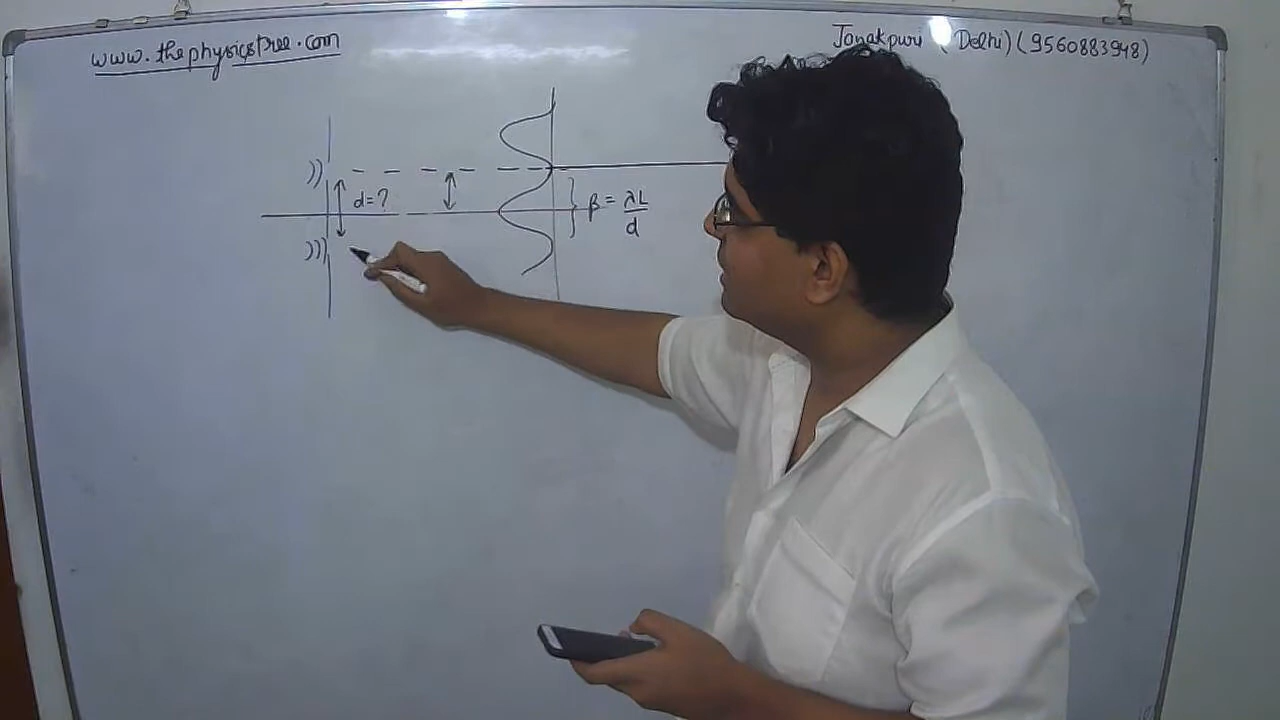 www.thephysicstree.com
Janakpuri (Delhi) (9560883948)
d=?
β = λL/d